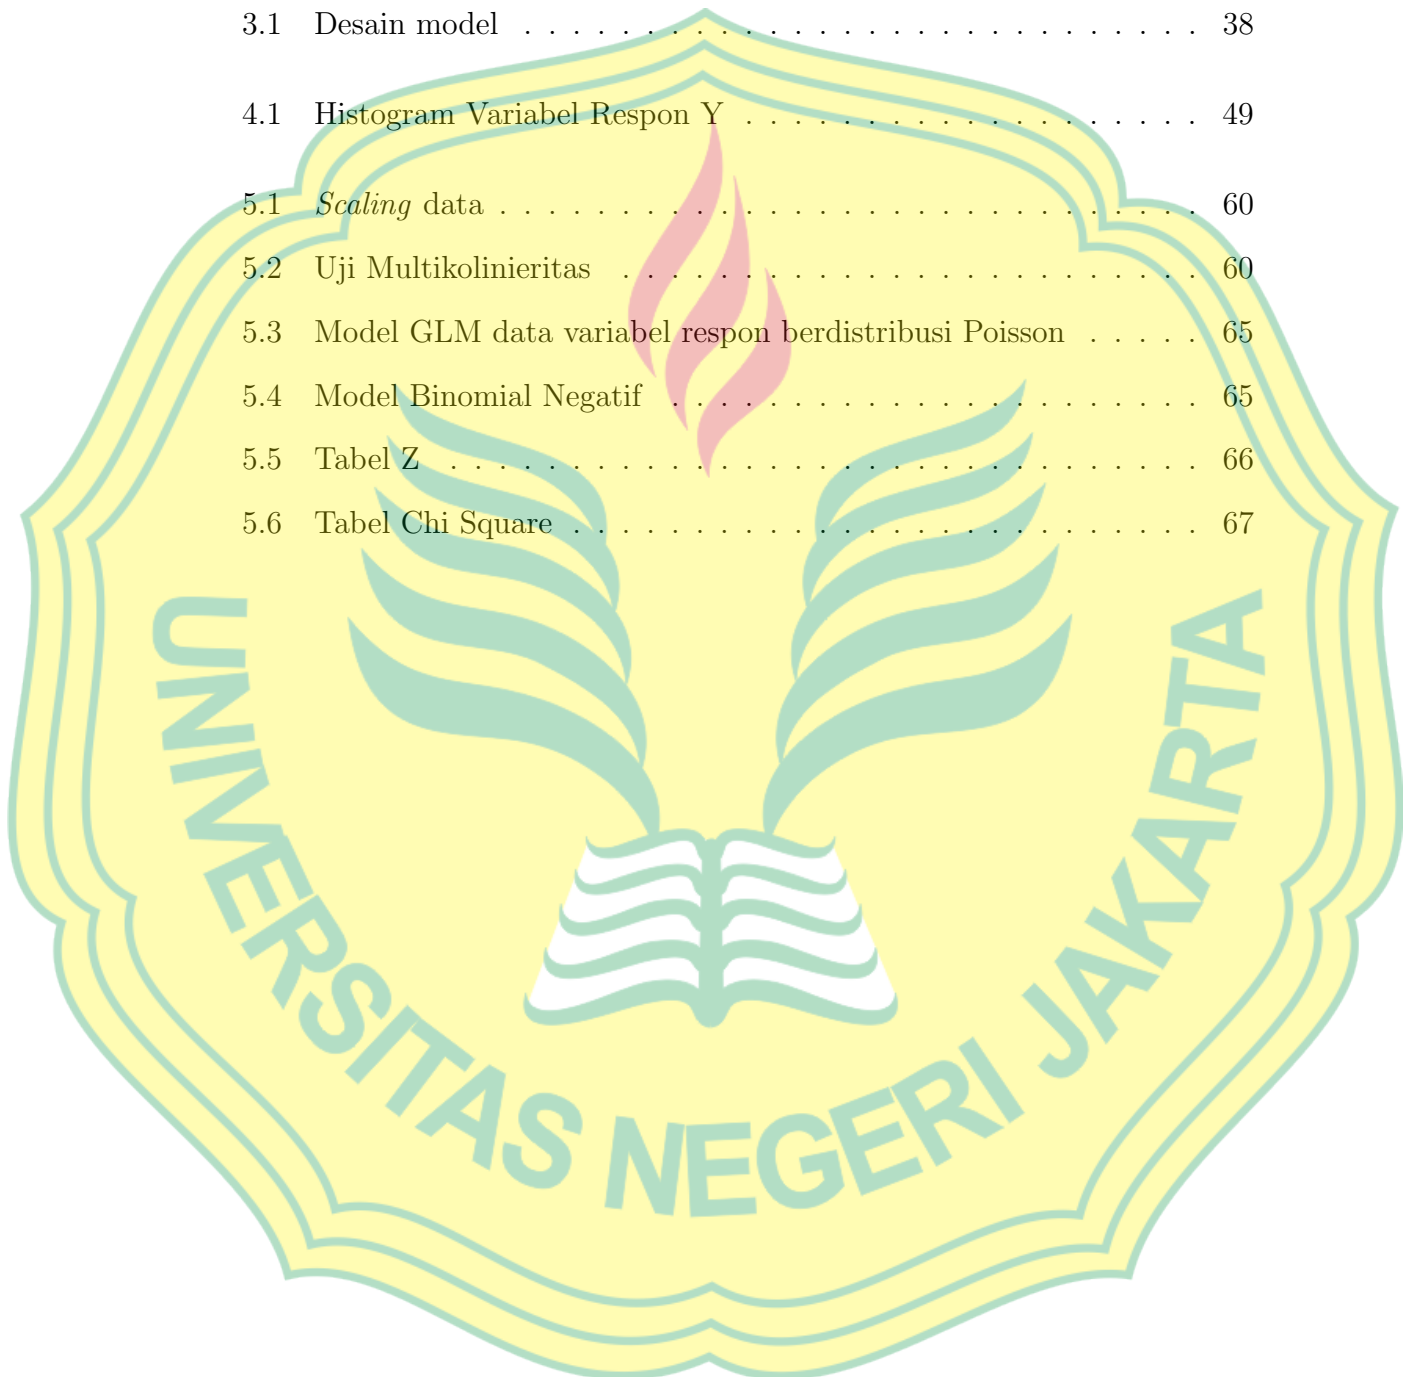 3.1 Desain model . . . . . . . . . . . . . . . . . . . . . . . . . . . . 38
4.1 Histogram Variabel Respon Y . . . . . . . . . . . . . . . . . . . 49
5.1 Scaling data . . . . . . . . . . . . . . . . . . . . . . . . . . . . . 60
5.2 Uji Multikolinieritas . . . . . . . . . . . . . . . . . . . . . . . . 60
5.3 Model GLM data variabel respon berdistribusi Poisson . . . . . 65
5.4 Model Binomial Negatif . . . . . . . . . . . . . . . . . . . . . . 65
5.5 Tabel Z . . . . . . . . . . . . . . . . . . . . . . . . . . . . . . . 66
5.6 Tabel Chi Square . . . . . . . . . . . . . . . . . . . . . . . . . . 67
UNIVERSITAS NEGERI JAKARTA